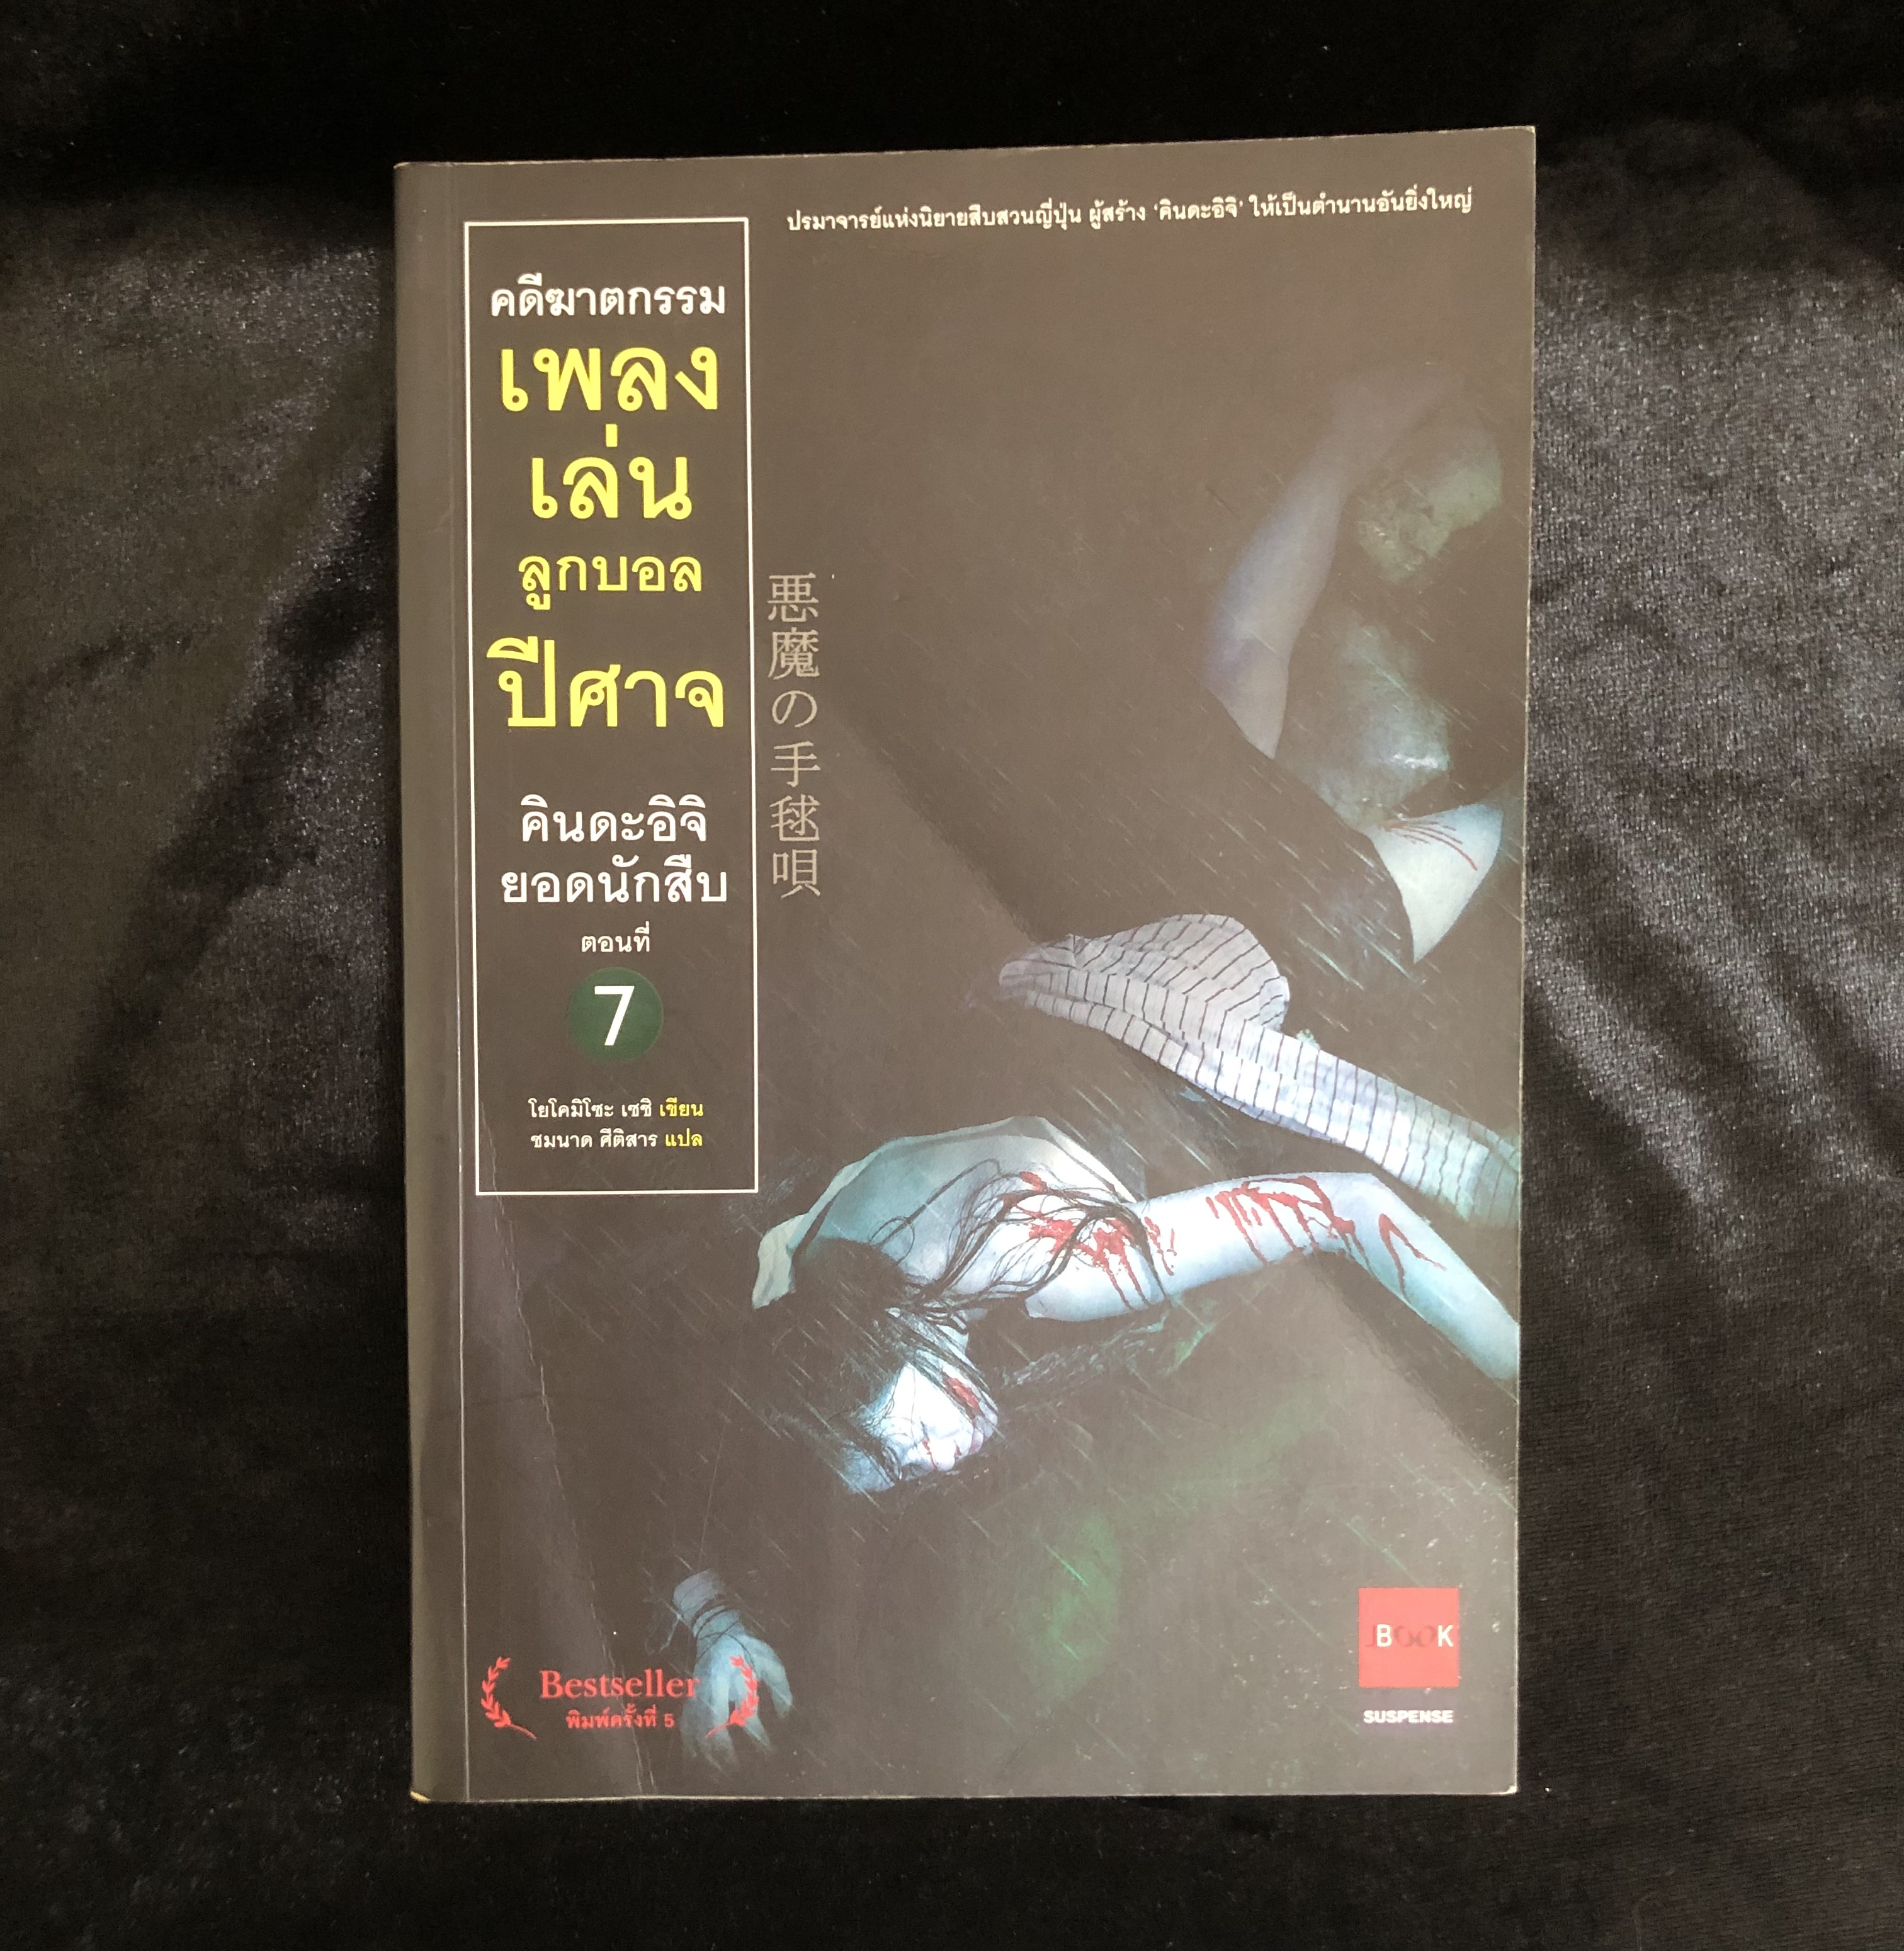 ปรมาจารย์แห่งนิยายสืบสวนญี่ปุ่น ผู้สร้าง ‘คินดะอิจิ’ ให้เป็นตำนานอันยิ่งใหญ่
คดีฆาตกรรม
เพลง
เล่น
ลูกบอล
ปีศาจ
คินดะอิจิ
ยอดนักสืบ
ตอนที่
7
โยโคมิโซะ เซชิ เขียน
ชมนาด ศีติสาร แปล
悪魔の手毬唄
Bestseller
พิมพ์ครั้งที่ 5
JBOOK
SUSPENSE